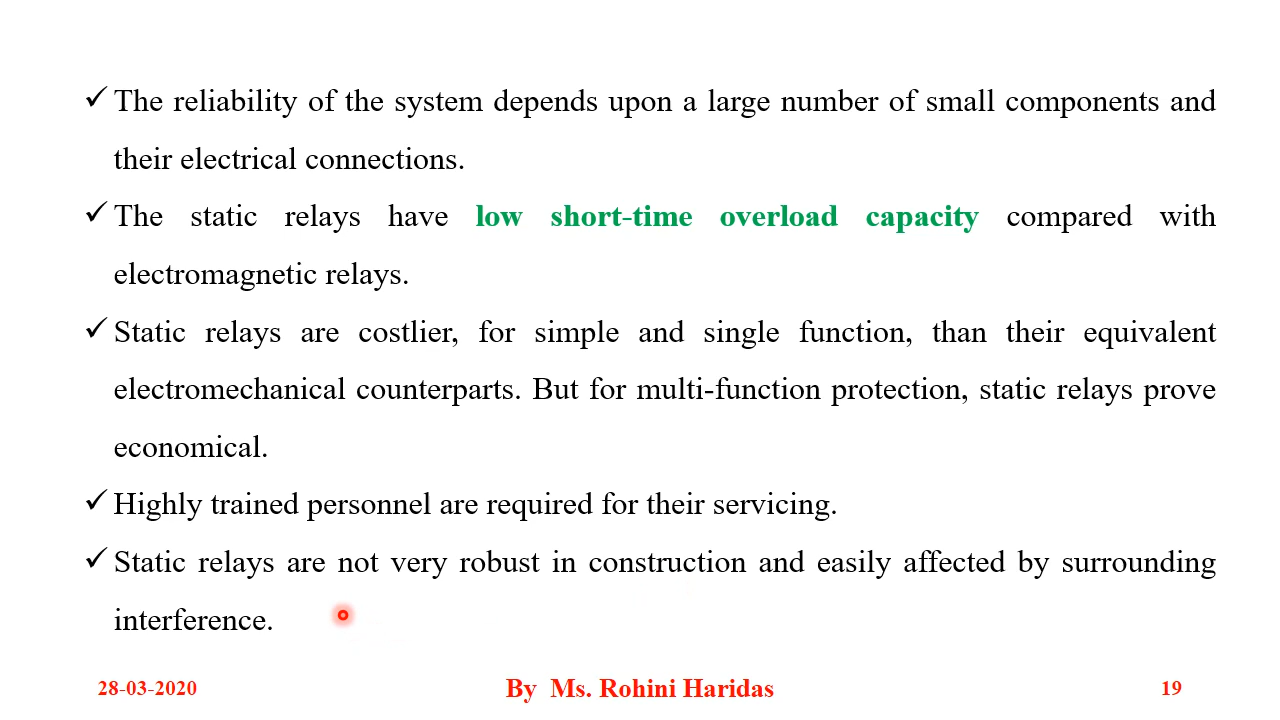 ✓ The reliability of the system depends upon a large number of small components and
their electrical connections.
✓ The static relays have low short-time overload capacity compared with
electromagnetic relays.
✓ Static relays are costlier, for simple and single function, than their equivalent
electromechanical counterparts. But for multi-function protection, static relays prove
economical.
✓ Highly trained personnel are required for their servicing.
✓ Static relays are not very robust in construction and easily affected by surrounding
interference.
28-03-2020 By Ms. Rohini Haridas 19